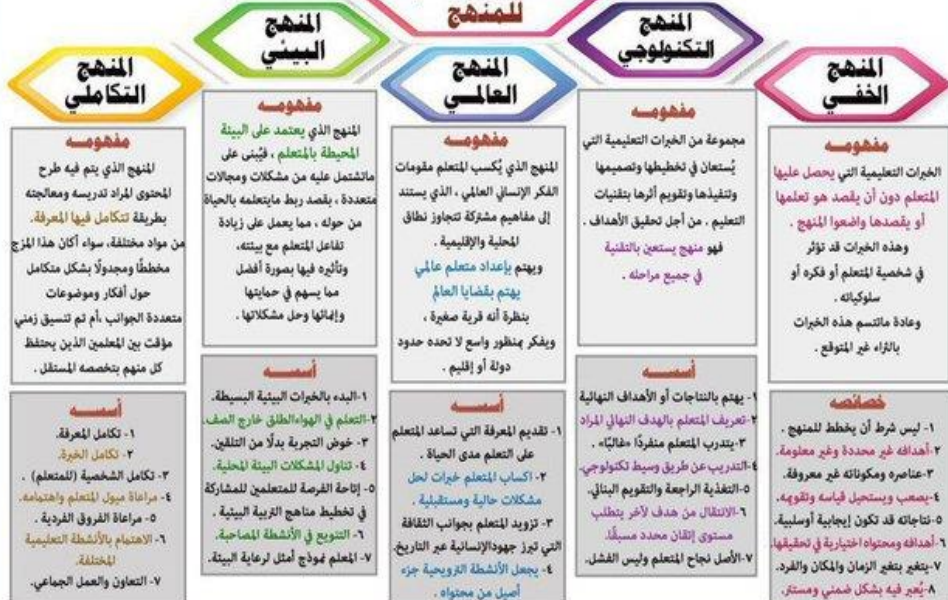 للمنهج
المنهج
الخفي
مفهومه
الخبرات التعليمية التي يحصل عليها
المتعلم دون أن يقصد هو تعلمها
أو يقصدها واضعوا المنهج .
وهذه الخبرات قد تؤثر
في شخصية المتعلم أو فكره أو
سلوكياته .
وعادة ماتتسم هذه الخبرات
بالثراء غير المتوقع .
خصائصه
١- ليس شرط أن يخطط للمنهج .
٢-أهدافه غير محددة وغير معلومة.
٣-عناصره ومكوناته غير معروفة.
٤-يصعب ويستحيل قياسه وتقويمه.
٥-نتاجاته قد تكون إيجابية أوسلبية.
٦-أهدافه ومحتواه اختيارية في تحقيقها.
٧-يتغير بتغير الزمان والمكان والفرد.
٨-يُعبر فيه بشكل ضمني ومستتر.
المنهج
التكنولوجي
مفهومه
مجموعة من الخبرات التعليمية التي
يُستعان في تخطيطها وتصميمها
وتنفيذها وتقويم أثرها بتقنيات
التعليم . من أجل تحقيق الأهداف .
فهو منهج يستعين بالتقنية
في جميع مراحله .
أسسه
١- يهتم بالنتاجات أو الأهداف النهائية
٢-تعريف المتعلم بالهدف النهائي المراد
٣-يتدرب المتعلم منفردًا «غالبًا» .
٤-التدريب عن طريق وسيط تكنولوجي.
٥-التغذية الراجعة والتقويم البنائي.
٦-الانتقال من هدف لآخر يتطلب
مستوى إتقان محدد مسبقًا.
٧-الأصل نجاح المتعلم وليس الفشل.
المنهج
العالمي
مفهومه
المنهج الذي يُكسب المتعلم مقومات
الفكر الإنساني العالمي ، الذي يستند
إلى مفاهيم مشتركة تتجاوز نطاق
المحلية والإقليمية .
ويهتم بإعداد متعلم عالمي
يهتم بقضايا العالم
بنظرة أنه قرية صغيرة ،
ويفكر بمنظور واسع لا تحده حدود
دولة أو إقليم .
أسسه
١- تقديم المعرفة التي تساعد المتعلم
على التعلم مدى الحياة .
٢- اكساب المتعلم خبرات لحل
مشكلات حالية ومستقبلية .
٣- تزويد المتعلم بجوانب الثقافة
التي تبرز جهودالإنسانية عبر التاريخ.
٤- يجعل الأنشطة الترويحية جزء
أصيل من محتواه .
المنهج
البيئي
مفهومه
المنهج الذي يعتمد على البيئة
المحيطة بالمتعلم ، فيُبنى على
ماتشتمل عليه من مشكلات ومجالات
متعددة ، بقصد ربط مايتعلمه بالحياة
من حوله ، مما يعمل على زيادة
تفاعل المتعلم مع بيئته،
وتأثيره فيها بصورة أفضل
مما يسهم في حمايتها
وإنمائها وحل مشكلاتها .
أسسه
١-البدء بالخبرات البيئية البسيطة.
٢-التعلم في الهواءالطلق خارج الصف.
٣- خوض التجربة بدلًا من التلقين.
٤- تناول المشكلات البيئة المحلية.
٥- إتاحة الفرصة للمتعلمين للمشاركة
في تخطيط مناهج التربية البيئية .
٦- التنويع في الأنشطة المصاحبة.
٧- المعلم نموذج أمثل لرعاية البيئة.
المنهج
التكاملي
مفهومه
المنهج الذي يتم فيه طرح
المحتوى المراد تدريسه ومعالجته
بطريقة تتكامل فيها المعرفة.
من مواد مختلفة، سواء أكان هذا المزج
مخططًا ومجدولًا بشكل متكامل
حول أفكار وموضوعات
متعددة الجوانب ،أم تم تنسيق زمني
مؤقت بين المعلمين الذين يحتفظ
كل منهم بتخصصه المستقل .
أسسه
١- تكامل المعرفة.
٢- تكامل الخبرة.
٣- تكامل الشخصية (للمتعلم) .
٤- مراعاة ميول المتعلم واهتمامه.
٥- مراعاة الفروق الفردية .
٦- الاهتمام بالأنشطة التعليمية
المختلفة.
٧- التعاون والعمل الجماعي.